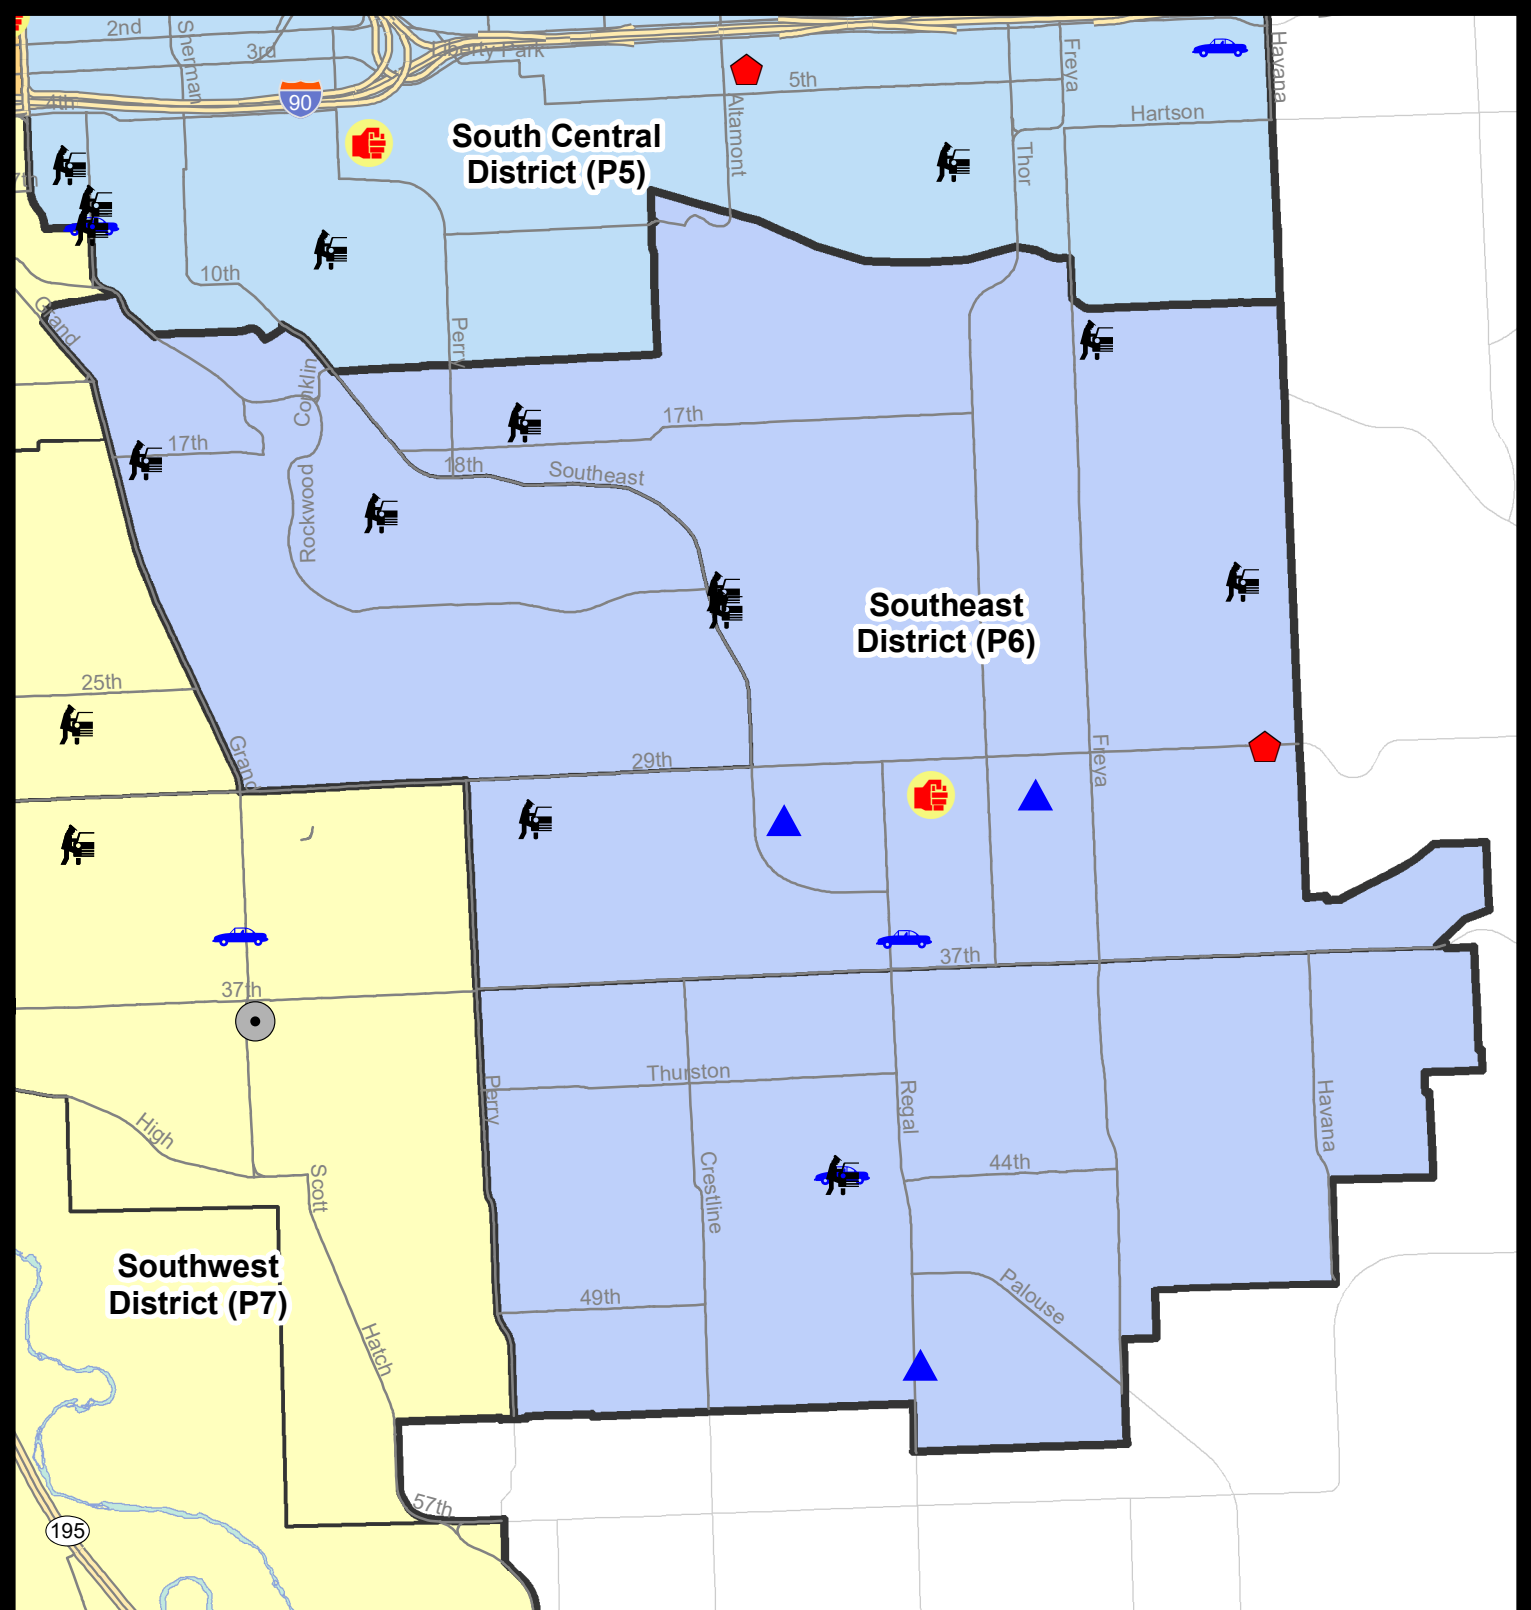 2nd
Sherman
3rd
Liberty Park
Freya
Havana
5th
90
4th
Altamont
Hartson
South Central
District (P5)
Thor
7th
10th
Grand
Perry
Conklin
17th
17th
18th
Southeast
Rockwood
Southeast
District (P6)
25th
Grand
29th
Freya
37th
37th
Thurston
Perry
Regal
Havana
High
Scott
Crestline
44th
Southwest
District (P7)
49th
Palouse
Hatch
57th
195